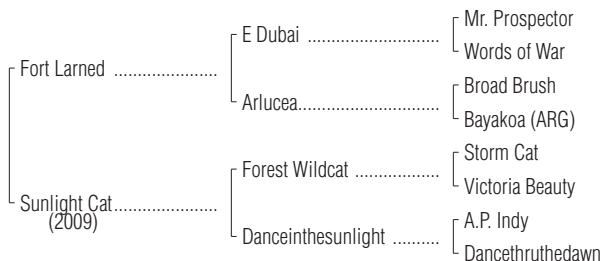 Mr. Prospector
E Dubai ............................
Words of War
Fort Larned ......................
Broad Brush
Arlucea..............................
Bayakoa (ARG)
Storm Cat
Forest Wildcat ..................
Victoria Beauty
Sunlight Cat......................
(2009)
A.P. Indy
Danceinthesunlight ..........
Dancethruthedawn